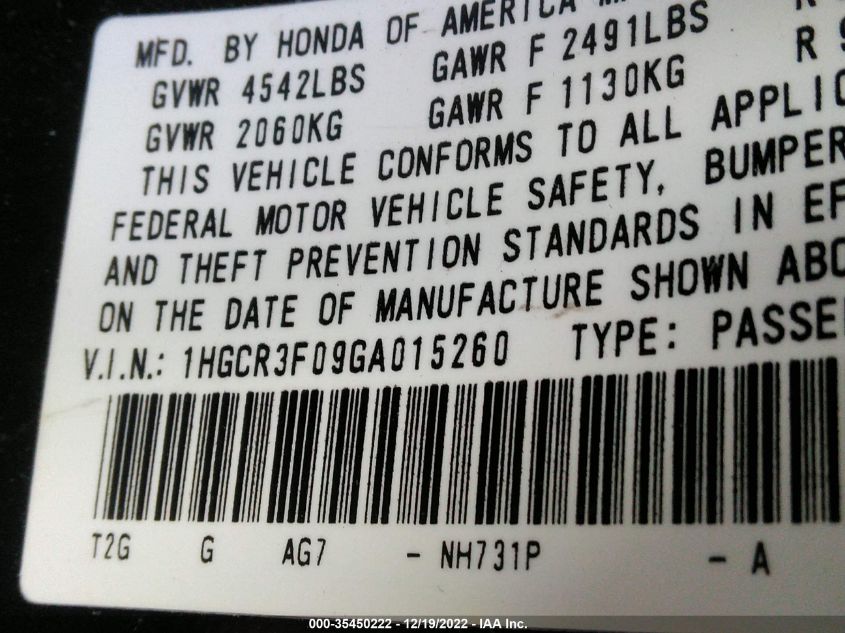 MFD. BY HONDA OF AMERICA
GVWR 4542LBS GAWR F 2491LBS R
GVWR 2060KG GAWR F 1130KG R 9
THIS VEHICLE CONFORMS TO ALL APPLIC
FEDERAL MOTOR VEHICLE SAFETY, BUMPER
AND THEFT PREVENTION STANDARDS IN EF
ON THE DATE OF MANUFACTURE SHOWN ABO
V.I.N.: 1HGCR3F09GA015260 TYPE: PASSE
T2G G AG7 - NH731P - A
000-35450222 - 12/19/2022 - IAA Inc.